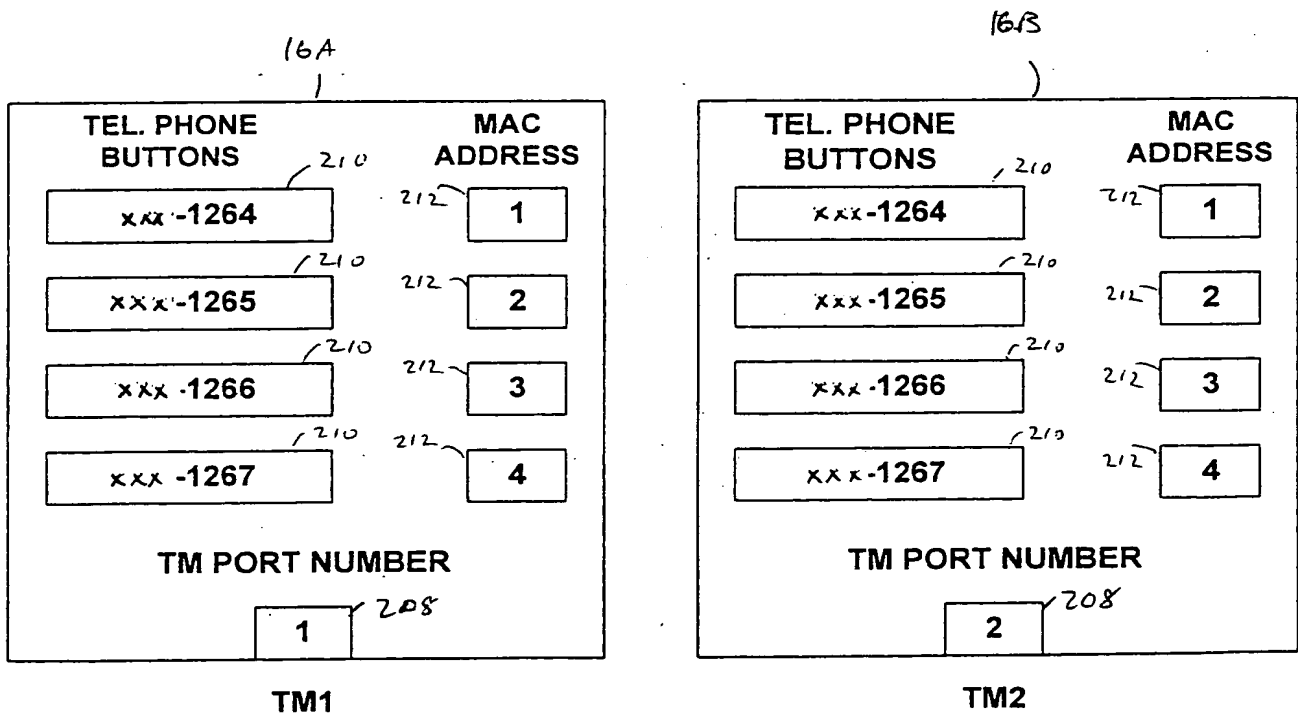 16A
TEL. PHONE BUTTONS
MAC ADDRESS
210
xxx-1264
212
1
210
xxx-1265
212
2
210
xxx-1266
212
3
210
xxx-1267
212
4
TM PORT NUMBER
1
208
TM1
16B
TEL. PHONE BUTTONS
MAC ADDRESS
210
xxx-1264
212
1
210
xxx-1265
212
2
210
xxx-1266
212
3
210
xxx-1267
212
4
TM PORT NUMBER
2
208
TM2